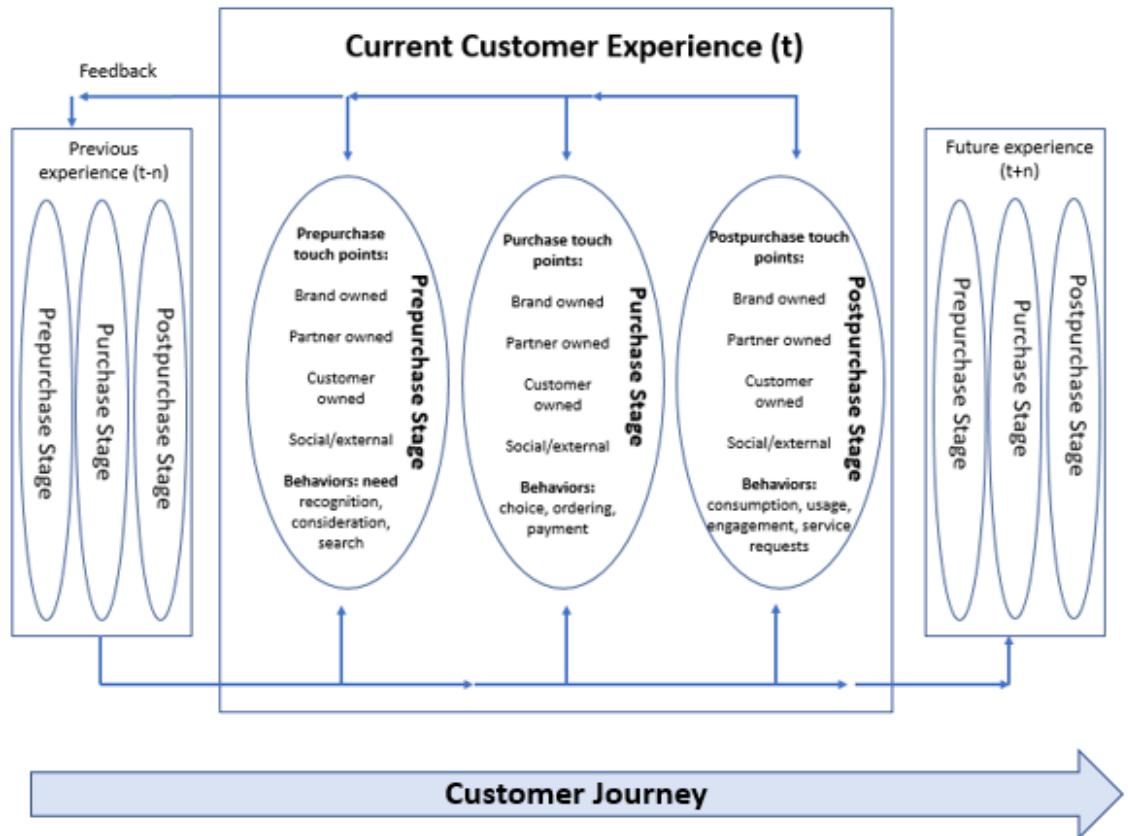 Current Customer Experience (t)
Feedback
Previous
experience (t-n)
Prepurchase Stage
Purchase Stage
Postpurchase Stage
Prepurchase
touch points:
Brand owned
Partner owned
Customer
owned
Social/external
Behaviors: need
recognition,
consideration,
search
Prepurchase Stage
Purchase touch
points:
Brand owned
Partner owned
Customer
owned
Social/external
Behaviors:
choice, ordering,
payment
Purchase Stage
Postpurchase touch
points:
Brand owned
Partner owned
Customer
owned
Social/external
Behaviors:
consumption, usage,
engagement, service
requests
Postpurchase Stage
Future experience
(t+n)
Prepurchase Stage
Purchase Stage
Postpurchase Stage
Customer Journey